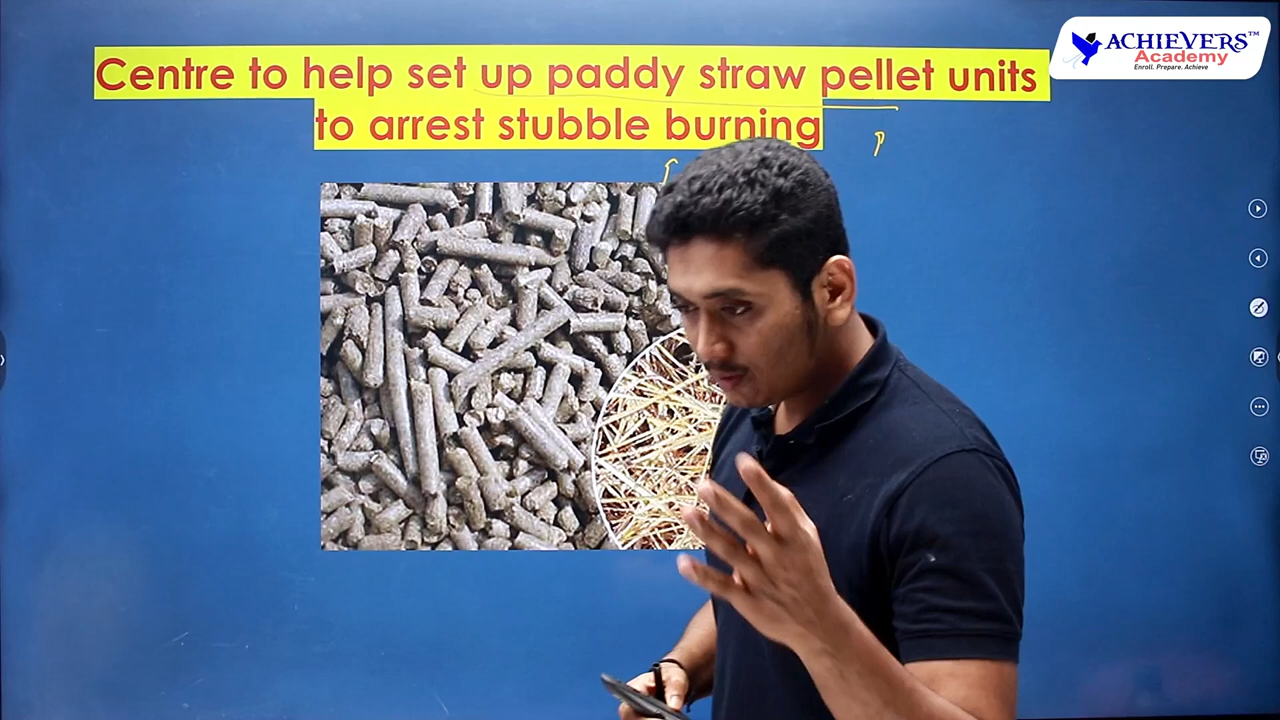 Centre to help set up paddy straw pellet units
to arrest stubble burning
ACHIEVERS™
Academy
Enroll. Prepare. Achieve
P